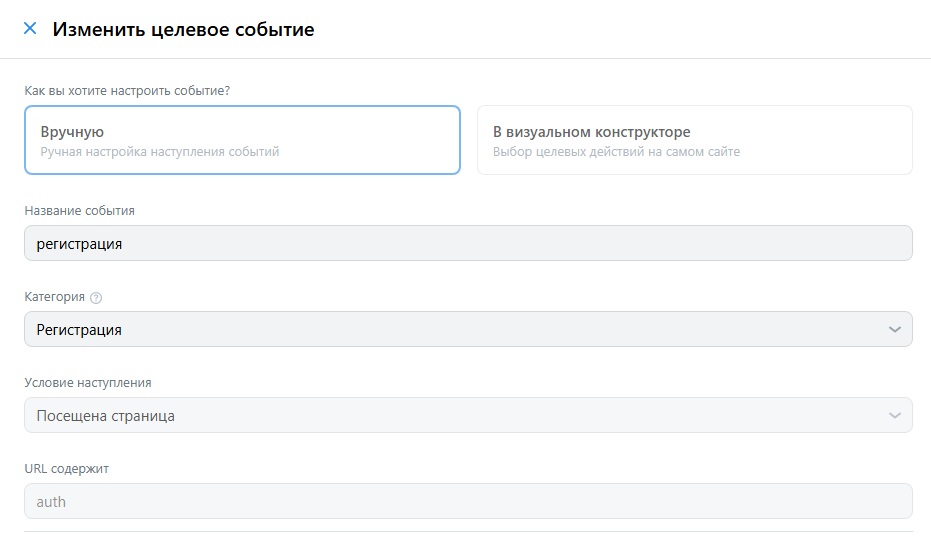 Изменить целевое событие
Как вы хотите настроить событие?
Вручную
Ручная настройка наступления событий
В визуальном конструкторе
Выбор целевых действий на самом сайте
Название события
регистрация
Категория ?
Регистрация
Условие наступления
Посещена страница
URL содержит
auth